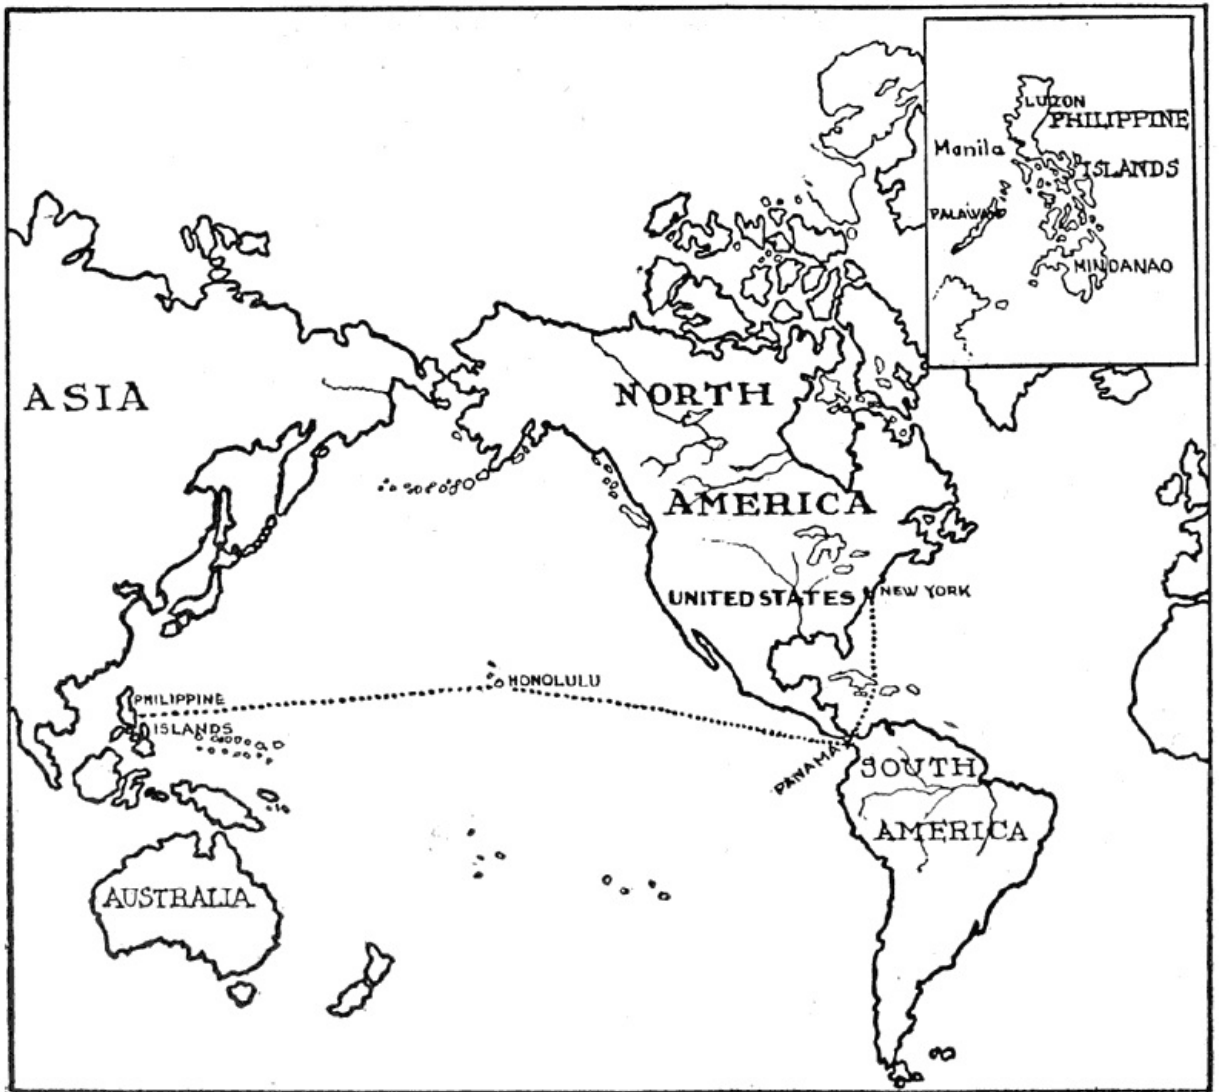 LUZON
PHILIPPINE
Manila
ISLANDS
PALAWAN
MINDANAO
ASIA
NORTH
AMERICA
UNITED STATES
NEW YORK
HONOLULU
PHILIPPINE
ISLANDS
PANAMA
SOUTH
AMERICA
AUSTRALIA